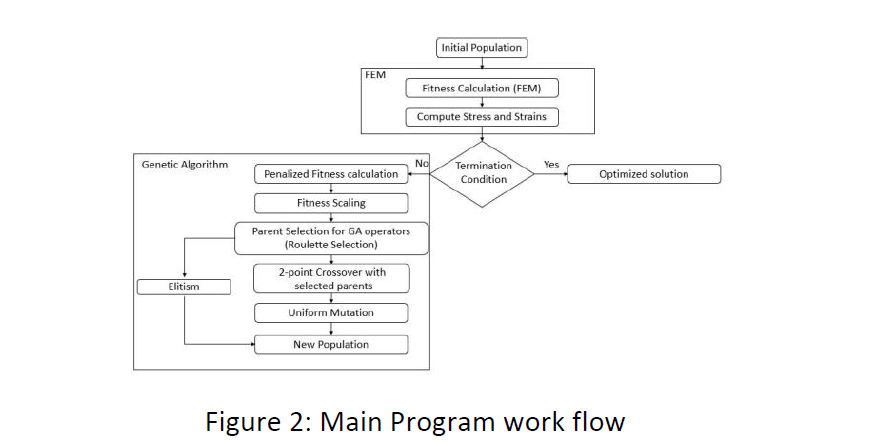 Initial Population
FEM
Fitness Calculation (FEM)
Compute Stress and Strains
Genetic Algorithm
No
Termination
Condition
Yes
Optimized solution
Penalized Fitness calculation
Fitness Scaling
Parent Selection for GA operators
(Roulette Selection)
2-point Crossover with
selected parents
Elitism
Uniform Mutation
New Population
Figure 2: Main Program work flow